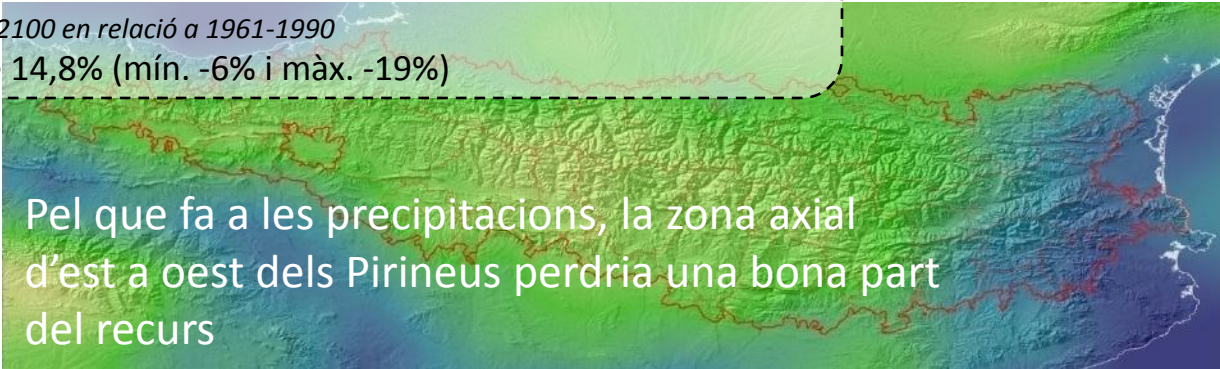 2100 en relació a 1961-1990
14,8% (mín. -6% i màx. -19%)
Pel que fa a les precipitacions, la zona axial
d'est a oest dels Pirineus perdria una bona part
del recurs